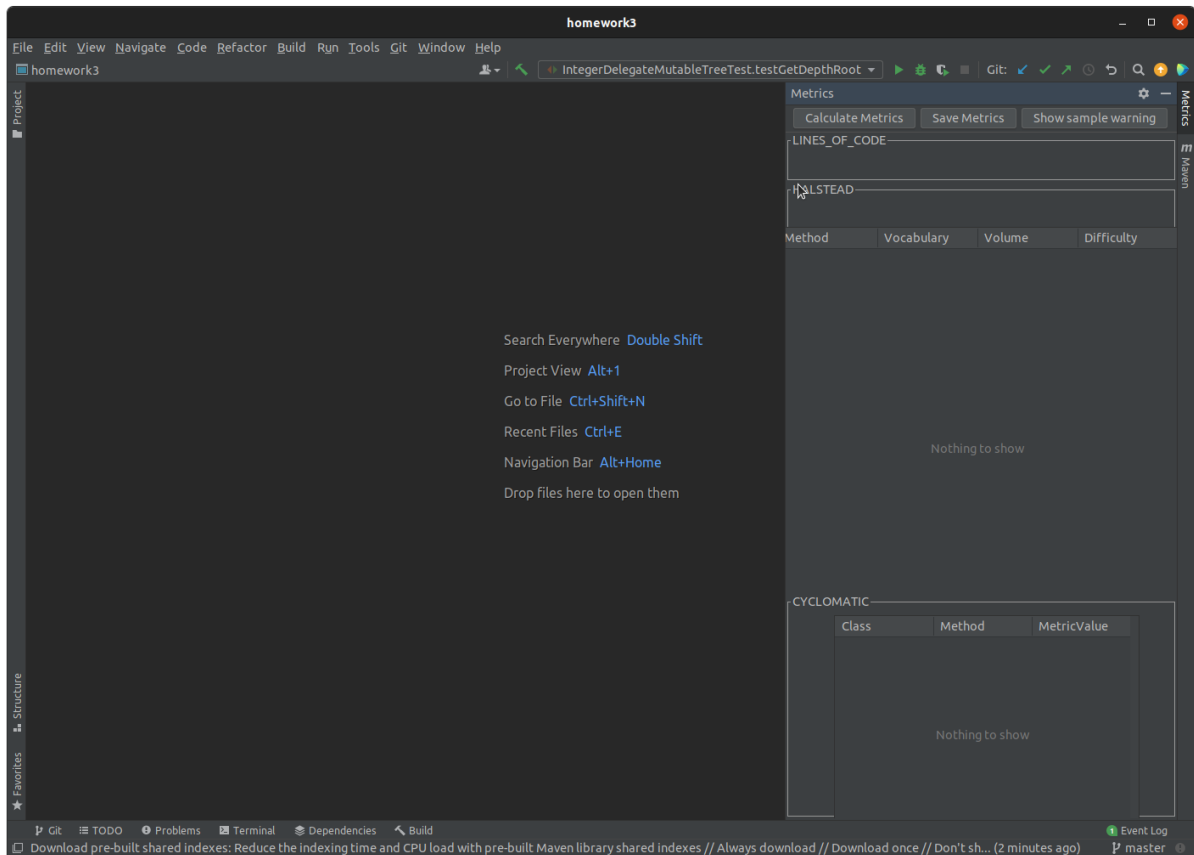 homework3
File Edit View Navigate Code Refactor Build Run Tools Git Window Help
homework3 IntegerDelegateMutableTreeTest.testGetDepthRoot Git:
Project
Structure
Favorites
Search Everywhere Double Shift
Project View Alt+1
Go to File Ctrl+Shift+N
Recent Files Ctrl+E
Navigation Bar Alt+Home
Drop files here to open them
Metrics
Calculate Metrics Save Metrics Show sample warning
LINES_OF_CODE
HALSTEAD
Method Vocabulary Volume Difficulty
Nothing to show
CYCLOMATIC
Class Method MetricValue
Nothing to show
Metrics
m Maven
Git TODO Problems Terminal Dependencies Build 1 Event Log
Download pre-built shared indexes: Reduce the indexing time and CPU load with pre-built Maven library shared indexes // Always download // Download once // Don't sh... (2 minutes ago) master